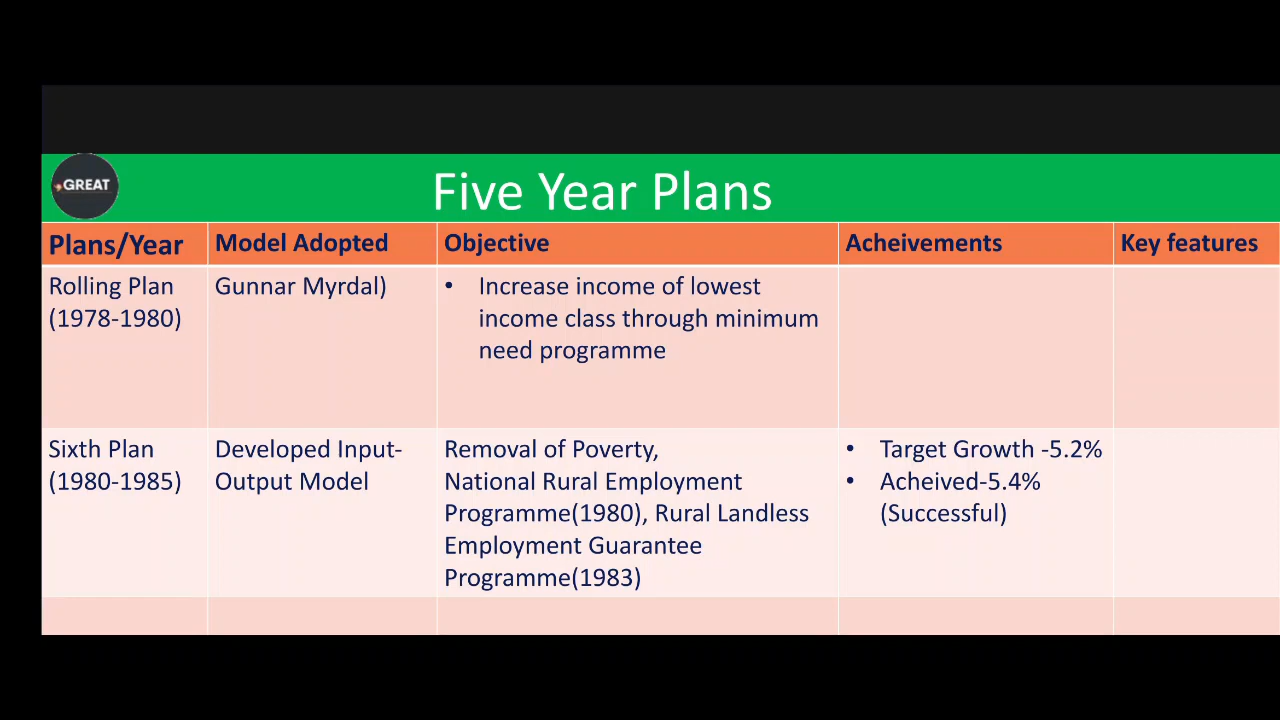 GREAT
Five Year Plans
Plans/Year
Model Adopted
Objective
Acheivements
Key features
Rolling Plan
(1978-1980)
Gunnar Myrdal)
• Increase income of lowest
income class through minimum
need programme
Sixth Plan
(1980-1985)
Developed Input-
Output Model
Removal of Poverty,
National Rural Employment
Programme(1980), Rural Landless
Employment Guarantee
Programme(1983)
• Target Growth -5.2%
• Acheived-5.4%
(Successful)